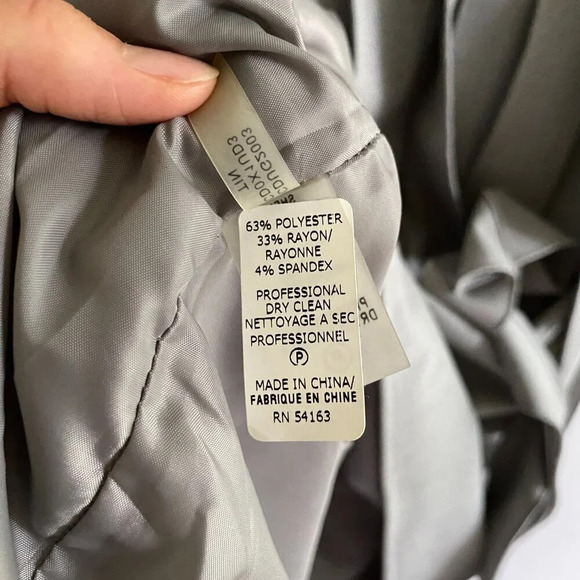 63% POLYESTER
33% RAYON/
RAYONNE
4% SPANDEX
PROFESSIONAL
DRY CLEAN
NETTOYAGE A SEC
PROFESSIONNEL
P
MADE IN CHINA/
FABRIQUE EN CHINE
RN 54163